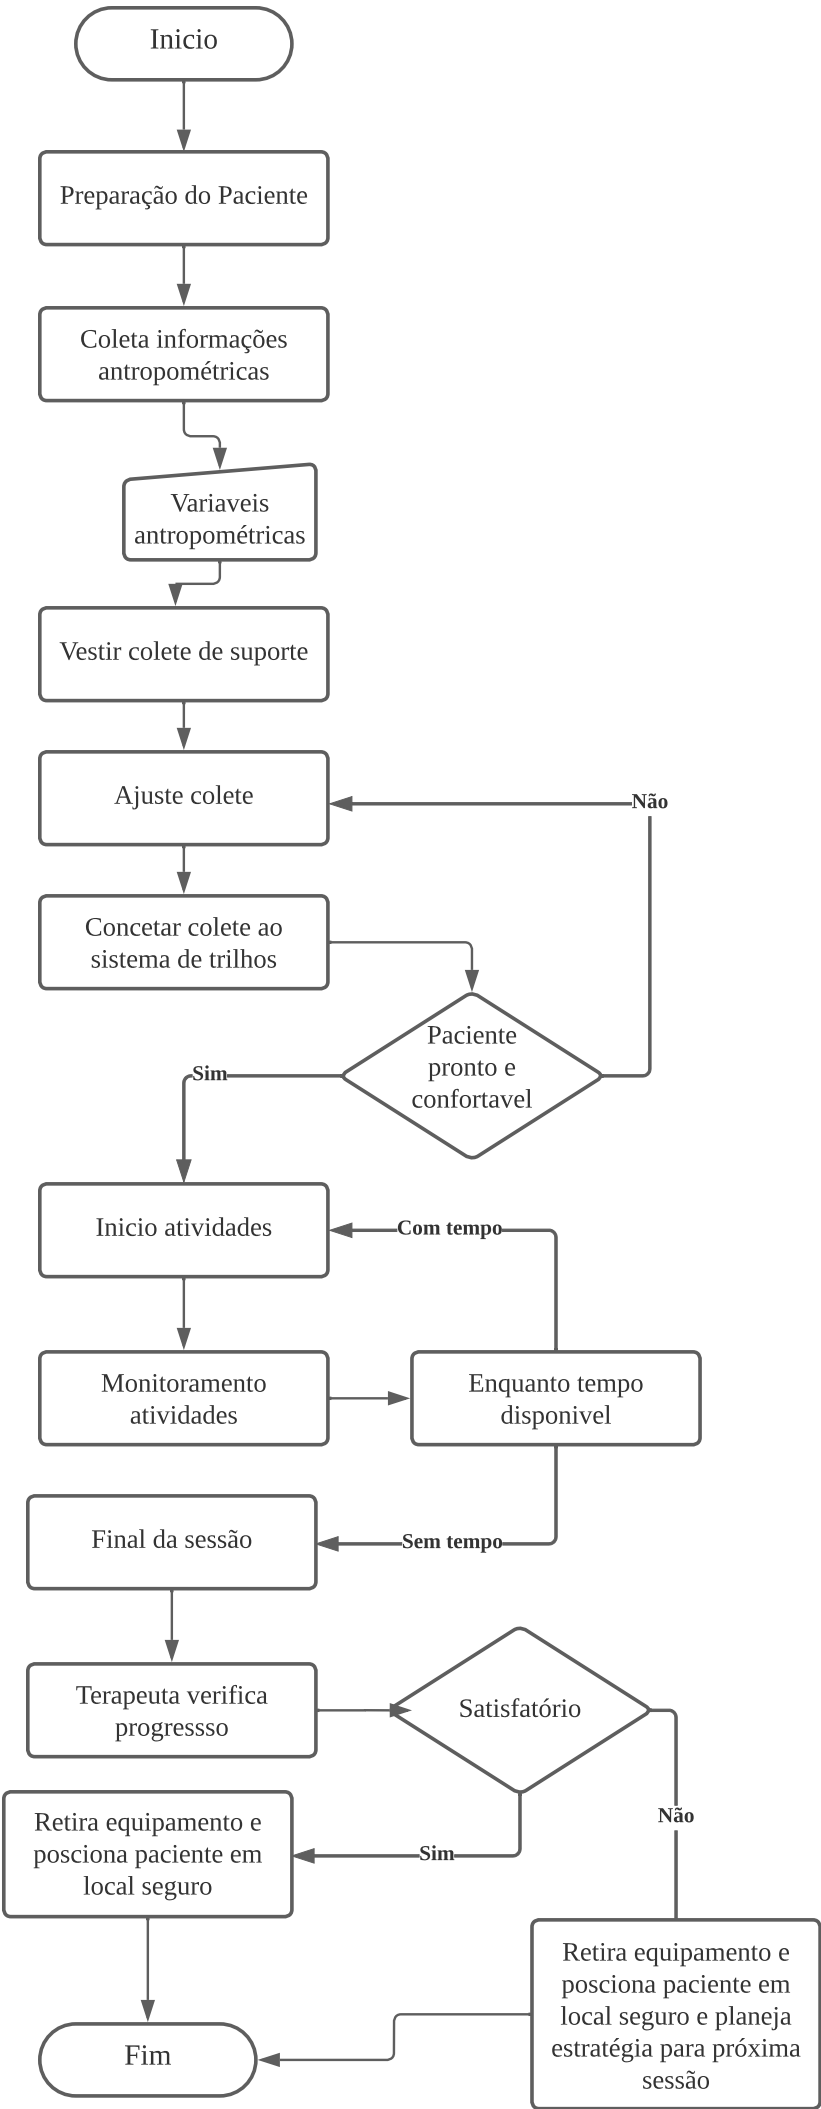 Inicio
Preparação do Paciente
Coleta informações
antropométricas
Variaveis
antropométricas
Vestir colete de suporte
Ajuste colete
Não
Concetar colete ao
sistema de trilhos
Paciente
pronto e
confortavel
Sim
Inicio atividades
Com tempo
Monitoramento
atividades
Enquanto tempo
disponivel
Final da sessão
Sem tempo
Terapeuta verifica
progressso
Satisfatório
Não
Retira equipamento e
posciona paciente em
local seguro
Sim
Retira equipamento e
posciona paciente em
local seguro e planeja
estratégia para próxima
sessão
Fim